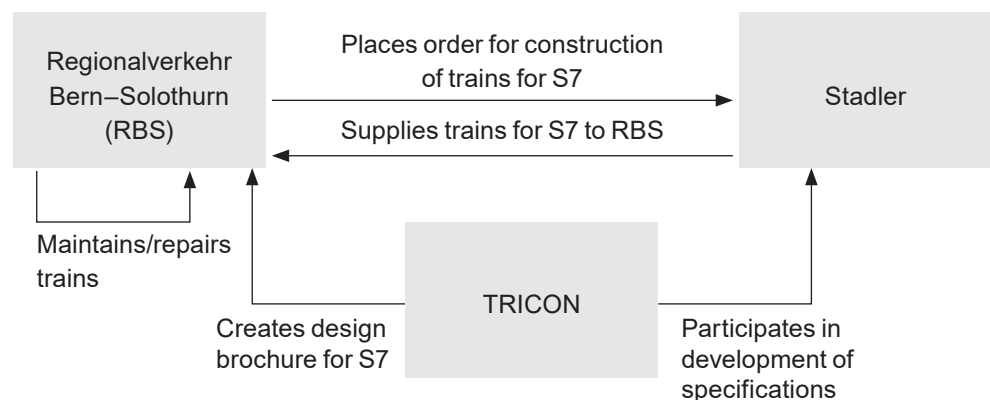 Regionalverkehr
Bern–Solothurn
(RBS)
Places order for construction
of trains for S7
Stadler
Supplies trains for S7 to RBS
Maintains/repairs
trains
TRICON
Creates design
brochure for S7
Participates in
development of
specifications